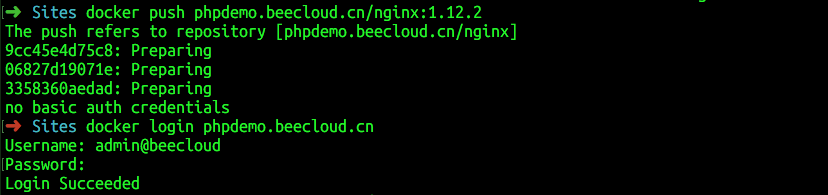 ➜ Sites docker push phpdemo.beecloud.cn/nginx:1.12.2
The push refers to repository [phpdemo.beecloud.cn/nginx]
9cc45e4d75c8: Preparing
06827d19071e: Preparing
3358360aedad: Preparing
no basic auth credentials
➜ Sites docker login phpdemo.beecloud.cn
Username: admin@beecloud
Password:
Login Succeeded